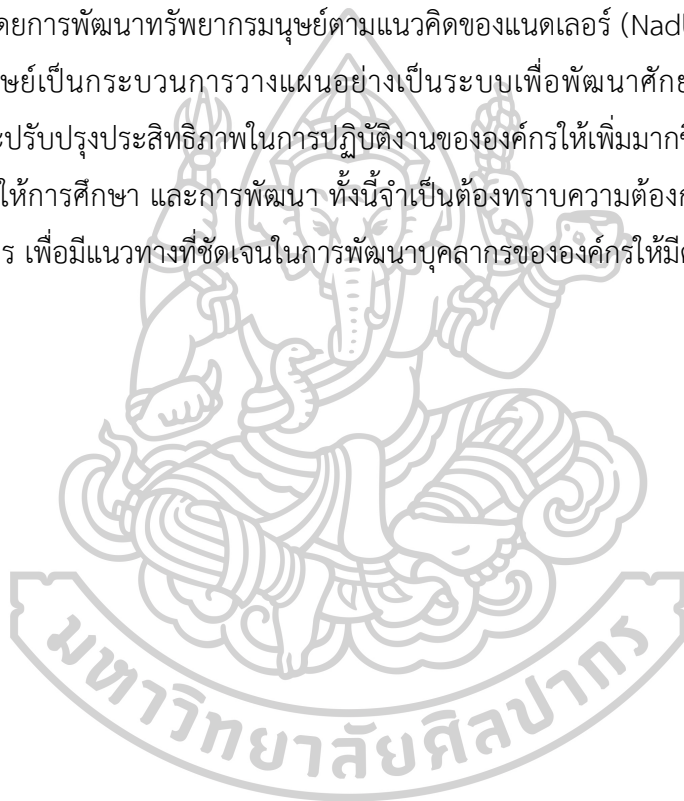 ดยการพัฒนาทรัพยากรมนุษย์ตามแนวคิดของแนดเลอร์ (Nadl
ษย์เป็นกระบวนการวางแผนอย่างเป็นระบบเพื่อพัฒนาศักย
ะปรับปรุงประสิทธิภาพในการปฏิบัติงานขององค์กรให้เพิ่มมาก
ให้การศึกษา และการพัฒนา ทั้งนี้จำเป็นต้องทราบความต้อง
ร เพื่อมีแนวทางที่ชัดเจนในการพัฒนาบุคลากรขององค์กรให้มี
มหาวิทยาลัยศิลปากร